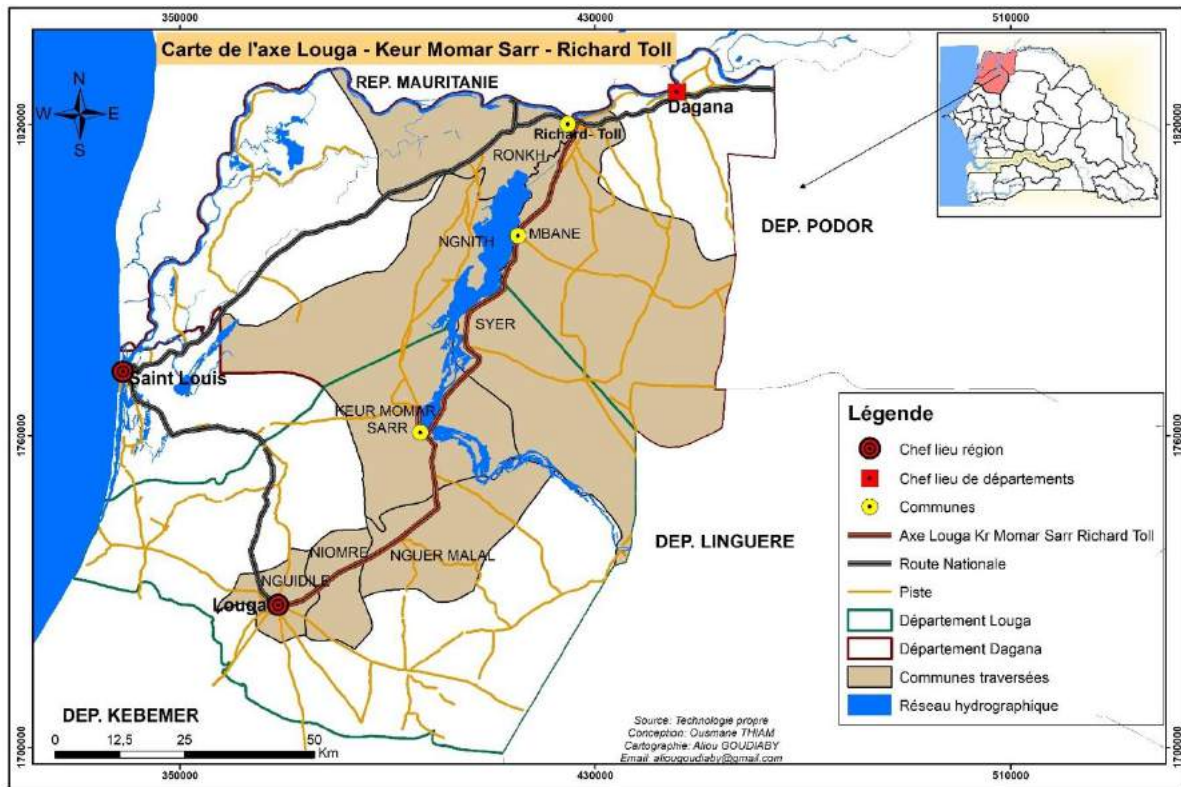 350000
430000
510000
Carte de l'axe Louga - Keur Momar Sarr - Richard Toll
N
W E
S
REP. MAURITANIE
Dagana
Richard- Toll
1820000
1820000
RONKH
NGNITH
MBANE
DEP. PODOR
SYER
Saint Louis
KEUR MOMAR
SARR
1760000
1760000
DEP. LINGUERE
NIOMRE
NGUER MALAL
NGUIDILE
Louga
Légende
Chef lieu région
Chef lieu de départements
Communes
Axe Louga Kr Momar Sarr Richard Toll
Route Nationale
Piste
Département Louga
Département Dagana
Communes traversées
Réseau hydrographique
DEP. KEBEMER
0 12,5 25 50
Km
Source: Technologie propre
Conception: Ousmane THIAM
Cartographie: Aliou GOUDIABY
Email: aliougoudiaby@gmail.com
1700000
1700000
350000
430000
510000